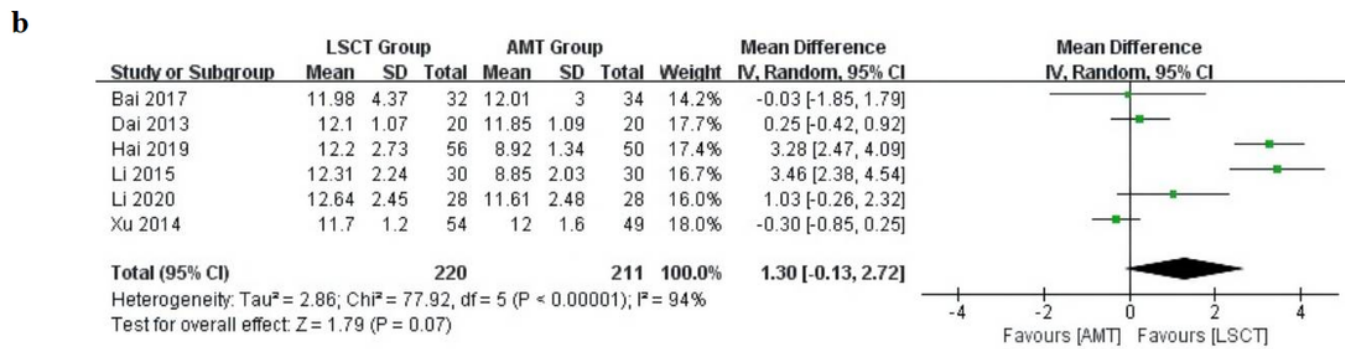 b
LSCT Group AMT Group Mean Difference Mean Difference
Study or Subgroup Mean SD Total Mean SD Total Weight IV, Random, 95% CI IV, Random, 95% CI
Bai 2017 11.98 4.37 32 12.01 3 34 14.2% -0.03 [-1.85, 1.79]
Dai 2013 12.1 1.07 20 11.85 1.09 20 17.7% 0.25 [-0.42, 0.92]
Hai 2019 12.2 2.73 56 8.92 1.34 50 17.4% 3.28 [2.47, 4.09]
Li 2015 12.31 2.24 30 8.85 2.03 30 16.7% 3.46 [2.38, 4.54]
Li 2020 12.64 2.45 28 11.61 2.48 28 16.0% 1.03 [-0.26, 2.32]
Xu 2014 11.7 1.2 54 12 1.6 49 18.0% -0.30 [-0.85, 0.25]
Total (95% CI) 220 211 100.0% 1.30 [-0.13, 2.72]
Heterogeneity: Tau² = 2.86; Chi² = 77.92, df = 5 (P < 0.00001); I² = 94%
Test for overall effect: Z = 1.79 (P = 0.07)
-4 -2 0 2 4
Favours [AMT] Favours [LSCT]